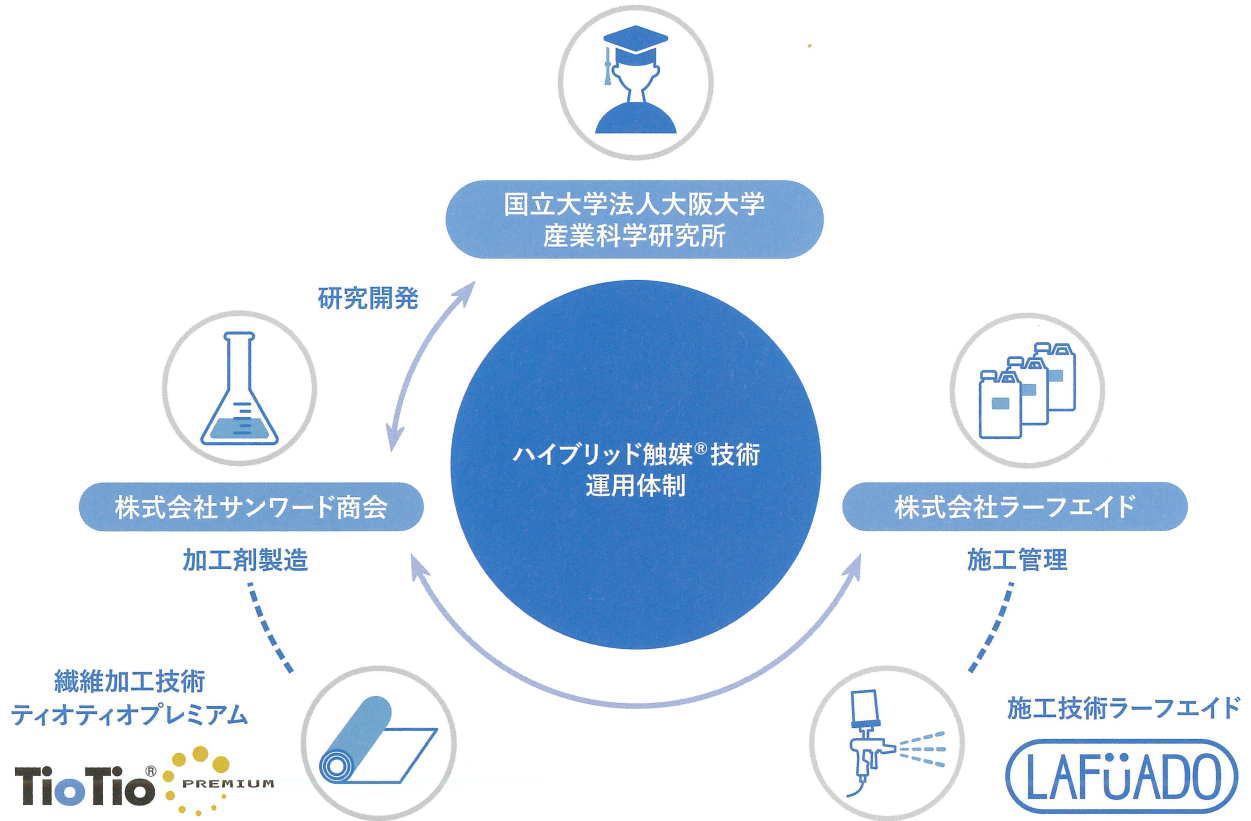 国立大学法人大阪大学
産業科学研究所
研究開発
ハイブリッド触媒®技術
運用体制
株式会社サンワード商会
加工剤製造
株式会社ラーフエイド
施工管理
繊維加工技術
ティオティオプレミアム
TioTio® PREMIUM
施工技術ラーフエイド
LAFüADO